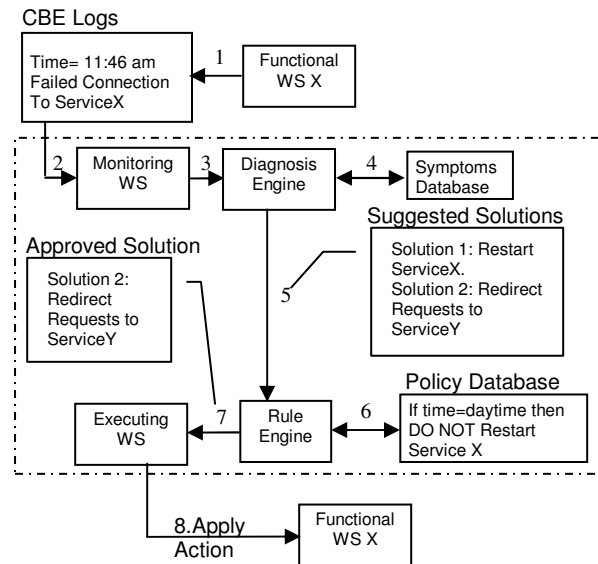 CBE Logs
Time= 11:46 am
Failed Connection
To ServiceX
1
Functional
WS X
2
Monitoring
WS
3
Diagnosis
Engine
4
Symptoms
Database
Suggested Solutions
Solution 1: Restart
ServiceX.
Solution 2: Redirect
Requests to
ServiceY
5
Approved Solution
Solution 2:
Redirect
Requests to
ServiceY
Policy Database
If time=daytime then
DO NOT Restart
Service X
6
Rule
Engine
7
Executing
WS
8.Apply
Action
Functional
WS X